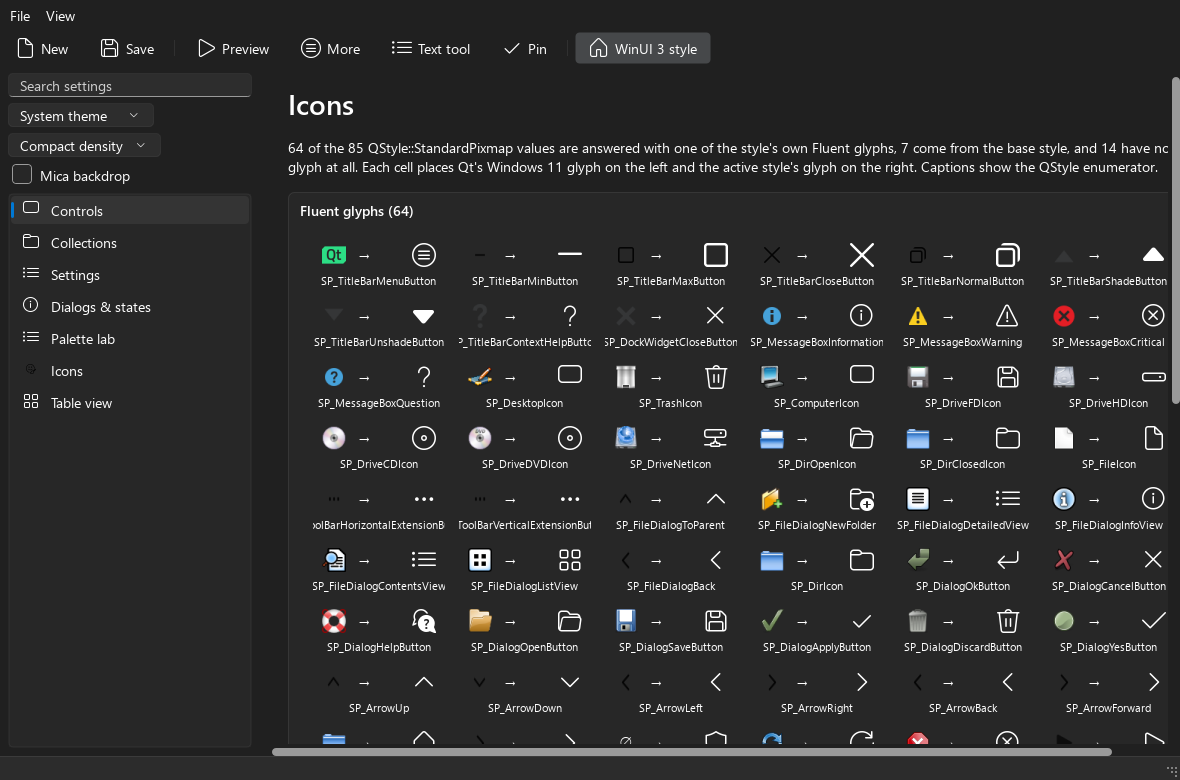 File View
New Save Preview More Text tool Pin WinUI 3 style
Search settings
System theme
Compact density
Mica backdrop
Controls
Collections
Settings
Dialogs & states
Palette lab
Icons
Table view
Icons
64 of the 85 QStyle::StandardPixmap values are answered with one of the style's own Fluent glyphs, 7 come from the base style, and 14 have no
glyph at all. Each cell places Qt's Windows 11 glyph on the left and the active style's glyph on the right. Captions show the QStyle enumerator.
Fluent glyphs (64)
Qt
SP_TitleBarMenuButton SP_TitleBarMinButton SP_TitleBarMaxButton SP_TitleBarCloseButton SP_TitleBarNormalButton SP_TitleBarShadeButton
SP_TitleBarUnshadeButton P_TitleBarContextHelpButto SP_DockWidgetCloseButton SP_MessageBoxInformation SP_MessageBoxWarning SP_MessageBoxCritical
SP_MessageBoxQuestion SP_DesktopIcon SP_TrashIcon SP_ComputerIcon SP_DriveFDIcon SP_DriveHDIcon
DVD
SP_DriveCDIcon SP_DriveDVDIcon SP_DriveNetIcon SP_DirOpenIcon SP_DirClosedIcon SP_FileIcon
oolBarHorizontalExtensionB ToolBarVerticalExtensionBut SP_FileDialogToParent SP_FileDialogNewFolder SP_FileDialogDetailedView SP_FileDialogInfoView
SP_FileDialogContentsView SP_FileDialogListView SP_FileDialogBack SP_DirIcon SP_DialogOkButton SP_DialogCancelButton
SP_DialogHelpButton SP_DialogOpenButton SP_DialogSaveButton SP_DialogApplyButton SP_DialogDiscardButton SP_DialogYesButton
SP_ArrowUp SP_ArrowDown SP_ArrowLeft SP_ArrowRight SP_ArrowBack SP_ArrowForward